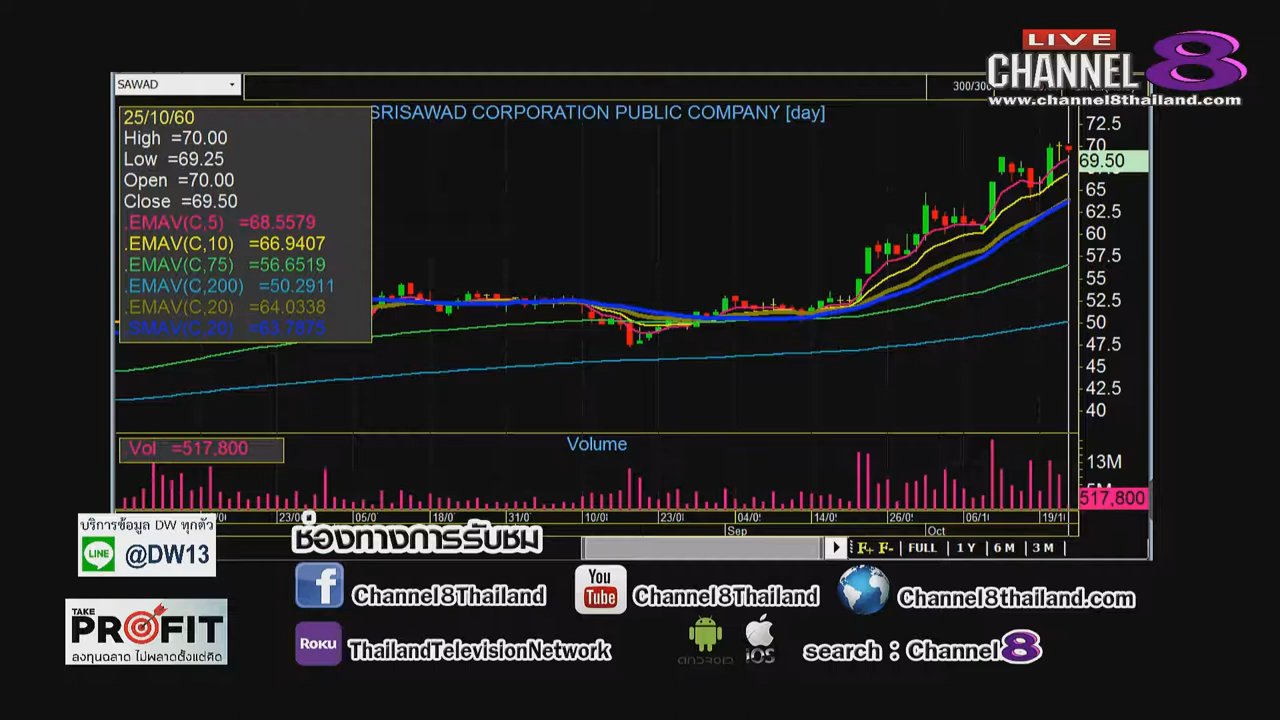 LIVE
CHANNEL 8
www.channel8thailand.com
SAWAD
300/300
SRISAWAD CORPORATION PUBLIC COMPANY [day]
25/10/60
High =70.00
Low =69.25
Open =70.00
Close =69.50
.EMAV(C,5) =68.5579
.EMAV(C,10) =66.9407
.EMAV(C,75) =56.6519
.EMAV(C,200) =50.2911
.EMAV(C,20) =64.0338
.SMAV(C,20) =63.7875
72.5
70
69.50
65
62.5
60
57.5
55
52.5
50
47.5
45
42.5
40
.Vol =517,800
Volume
13M
517,800
23/0 05/0 18/0 31/0 10/0 23/0 04/0 14/0 26/0 06/1 19/1
Sep Oct
F+ F- FULL 1 Y 6 M 3 M
บริการข้อมูล DW ทุกตัว
LINE @DW13
ช่องทางการรับชม
TAKE
PROFIT
ลงทุนฉลาด ไม่พลาดตั้งแต่คิด
f Channel8Thailand
You Tube Channel8Thailand
Channel8thailand.com
Roku ThailandTelevisionNetwork
android iOS
search : Channel 8